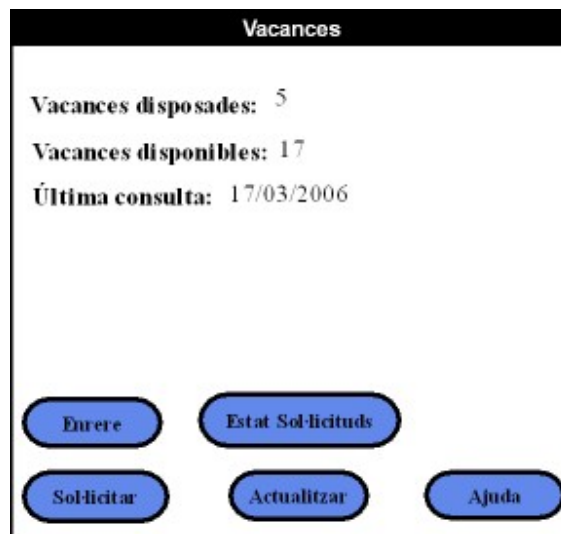 Vacances
Vacances disposades: 5
Vacances disponibles: 17
Última consulta: 17/03/2006
Enrere Estat Sol·licituds
Sol·licitar Actualitzar Ajuda